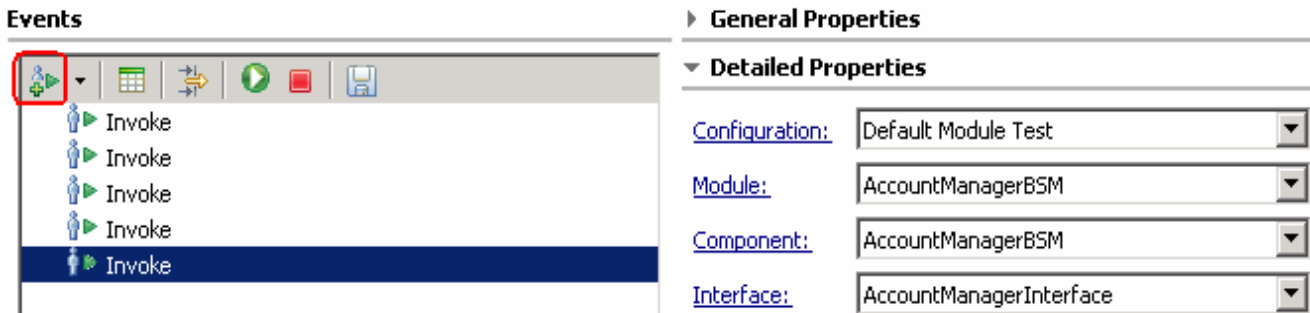 Events
Invoke
Invoke
Invoke
Invoke
Invoke
General Properties
Detailed Properties
Configuration: Default Module Test
Module: AccountManagerBSM
Component: AccountManagerBSM
Interface: AccountManagerInterface